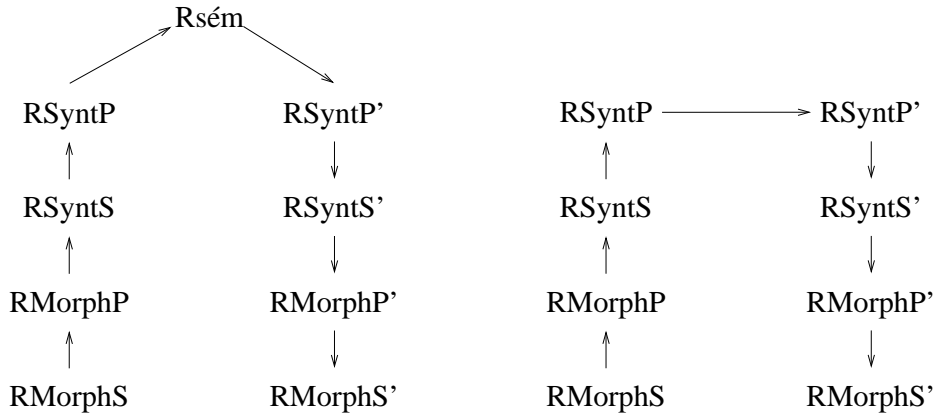 Rsém
RSyntP RSyntP’ RSyntP RSyntP’
RSyntS RSyntS’ RSyntS RSyntS’
RMorphP RMorphP’ RMorphP RMorphP’
RMorphS RMorphS’ RMorphS RMorphS’